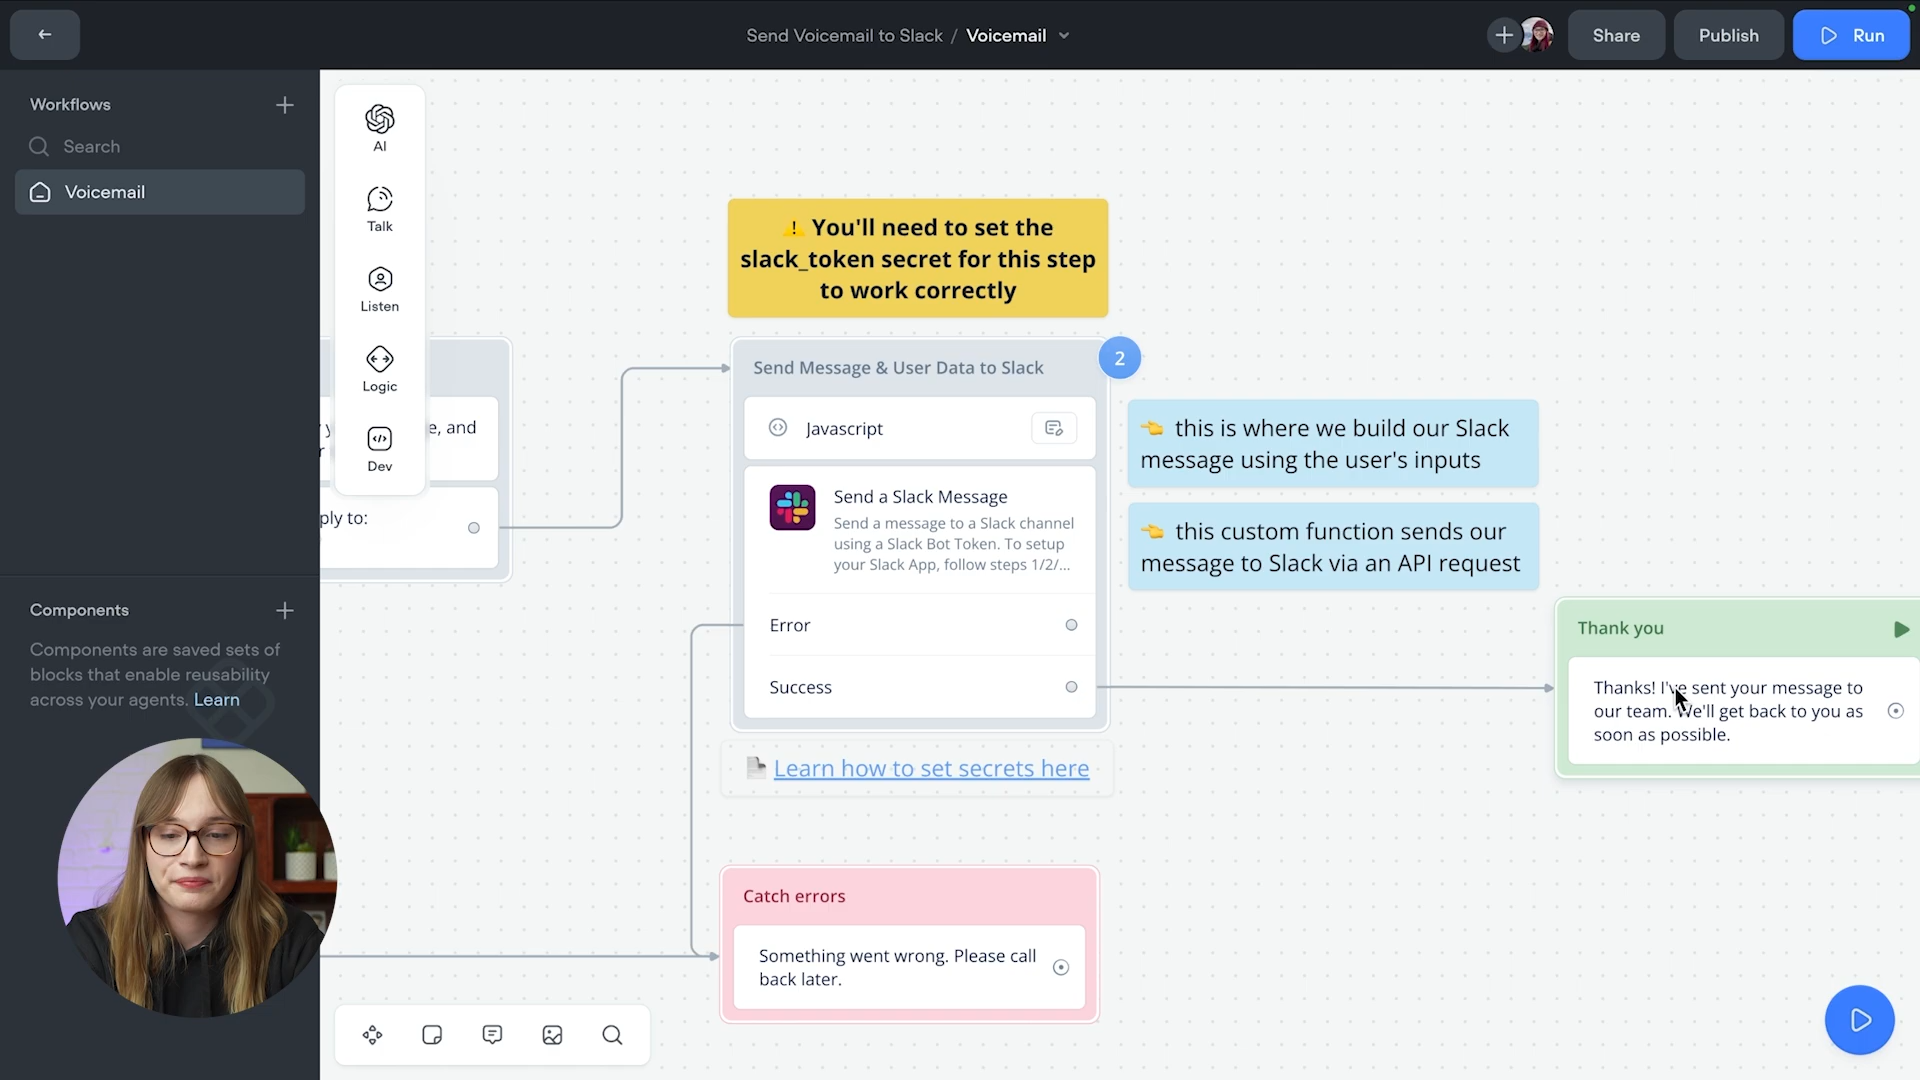 Send Voicemail to Slack / Voicemail
Share
Publish
Run
Workflows
Search
Voicemail
AI
Talk
Listen
Logic
Dev
e, and
ply to:
⚠️ You'll need to set the
slack_token secret for this step
to work correctly
Send Message & User Data to Slack
2
Javascript
Send a Slack Message
Send a message to a Slack channel
using a Slack Bot Token. To setup
your Slack App, follow steps 1/2/...
Error
Success
👈 this is where we build our Slack
message using the user's inputs
👈 this custom function sends our
message to Slack via an API request
Thank you
Thanks! I've sent your message to
our team. We'll get back to you as
soon as possible.
Learn how to set secrets here
Components
Components are saved sets of
blocks that enable reusability
across your agents. Learn
Catch errors
Something went wrong. Please call
back later.